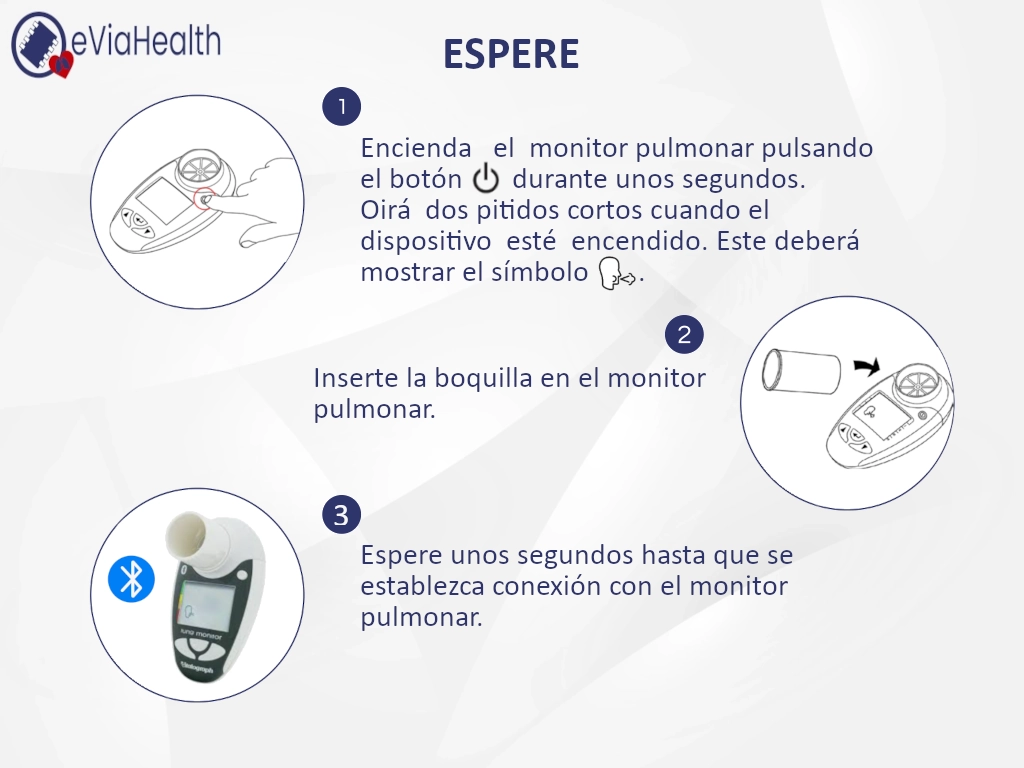 eViaHealth
ESPERE
1
Encienda el monitor pulmonar pulsando
el botón durante unos segundos.
Oirá dos pitidos cortos cuando el
dispositivo esté encendido. Este deberá
mostrar el símbolo .
2
Inserte la boquilla en el monitor
pulmonar.
3
Espere unos segundos hasta que se
establezca conexión con el monitor
pulmonar.
lung monitor
Vitalograph